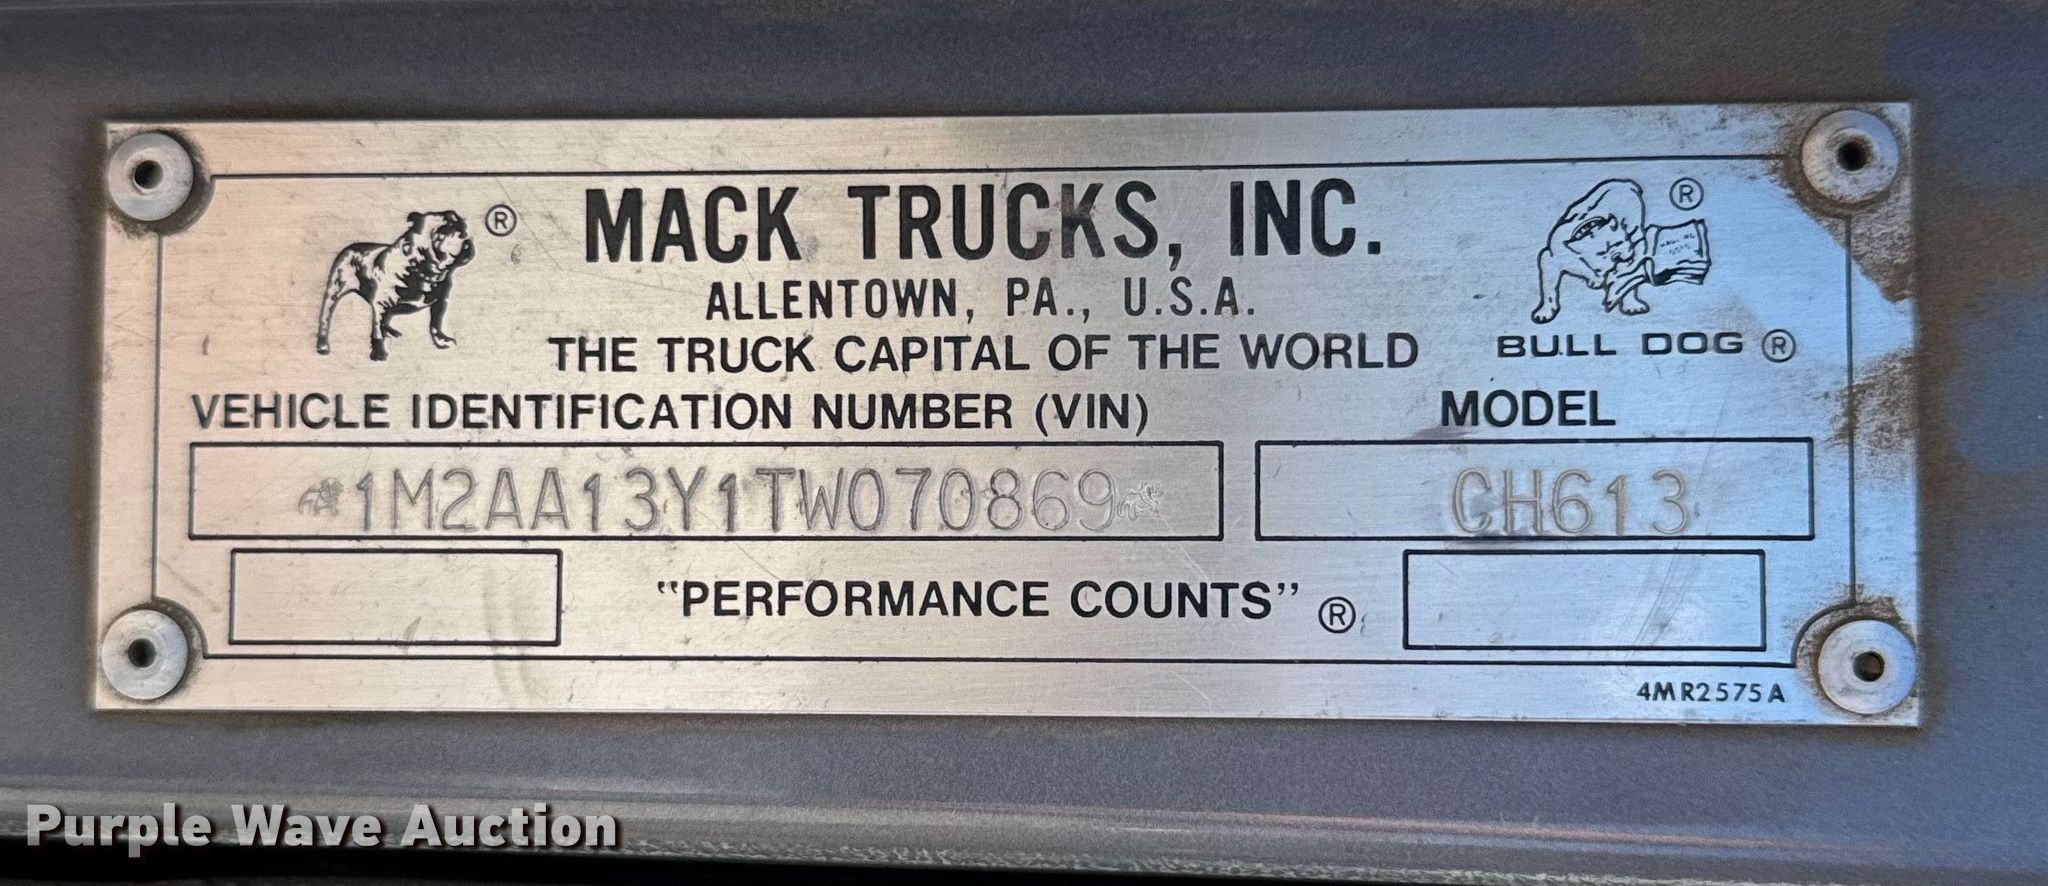 MACK TRUCKS, INC.
ALLENTOWN, PA., U.S.A.
THE TRUCK CAPITAL OF THE WORLD
®
®
BULL DOG ®
VEHICLE IDENTIFICATION NUMBER (VIN)
MODEL
1M2AA13Y1TW070869
CH613
"PERFORMANCE COUNTS" ®
4MR2575A
Purple Wave Auction